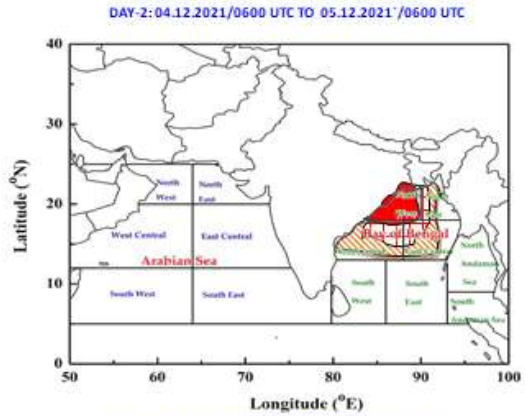 DAY-2: 04.12.2021/0600 UTC TO 05.12.2021`/0600 UTC
40
30
20
10
0
Latitude (°N)
North
West
North
East
West Central
East Central
Arabian Sea
South West
South East
West
Bay of Bengal
South
West
South
East
North
Andaman
Sea
South
Andaman Sea
50
60
70
80
90
100
Longitude (°E)